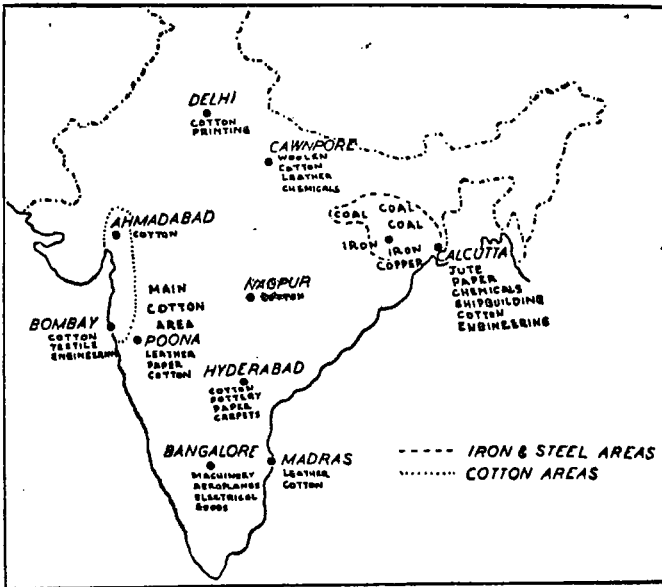 DELHI
COTTON
PRINTING
CAWNPORE
WOOLEN
COTTON
LEATHER
CHEMICALS
COAL
COAL
COAL
IRON
IRON
COPPER
AHMADABAD
COTTON
CALCUTTA
JUTE
PAPER
CHEMICALS
SHIPBUILDING
COTTON
ENGINEERING
MAIN
COTTON
AREA
NAGPUR
COTTON
BOMBAY
COTTON
TEXTILE
ENGINEERING
POONA
LEATHER
PAPER
COTTON
HYDERABAD
COTTON
POTTERY
PAPER
CARPETS
BANGALORE
MACHINERY
AEROPLANES
ELECTRICAL
GOODS
MADRAS
LEATHER
COTTON
IRON & STEEL AREAS
COTTON AREAS